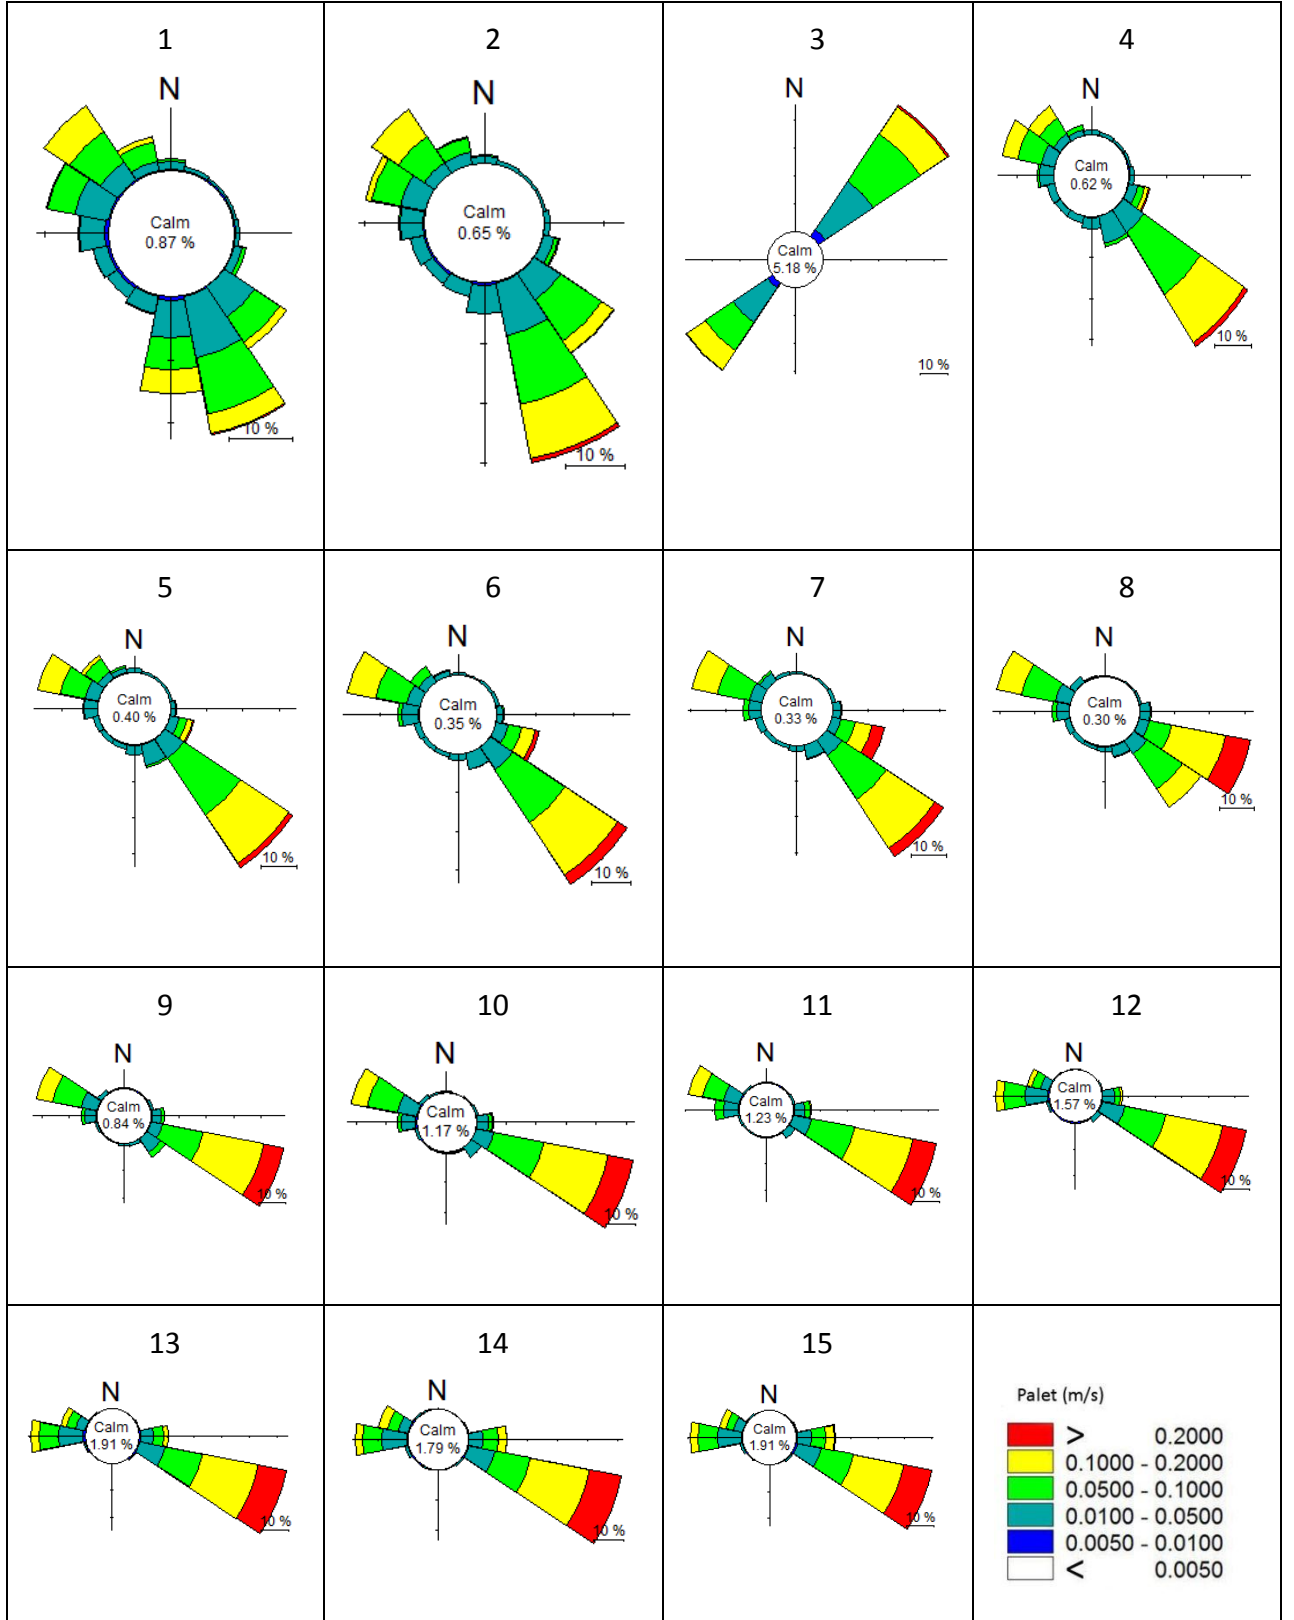 1
N
Calm
0.87 %
10 %
2
N
Calm
0.65 %
10 %
3
N
Calm
5.18 %
10 %
4
N
Calm
0.62 %
10 %
5
N
Calm
0.40 %
10 %
6
N
Calm
0.35 %
10 %
7
N
Calm
0.33 %
10 %
8
N
Calm
0.30 %
10 %
9
N
Calm
0.84 %
10 %
10
N
Calm
1.17 %
10 %
11
N
Calm
1.23 %
10 %
12
N
Calm
1.57 %
10 %
13
N
Calm
1.91 %
10 %
14
N
Calm
1.79 %
10 %
15
N
Calm
1.91 %
10 %
Palet (m/s)
> 0.2000
0.1000 - 0.2000
0.0500 - 0.1000
0.0100 - 0.0500
0.0050 - 0.0100
< 0.0050